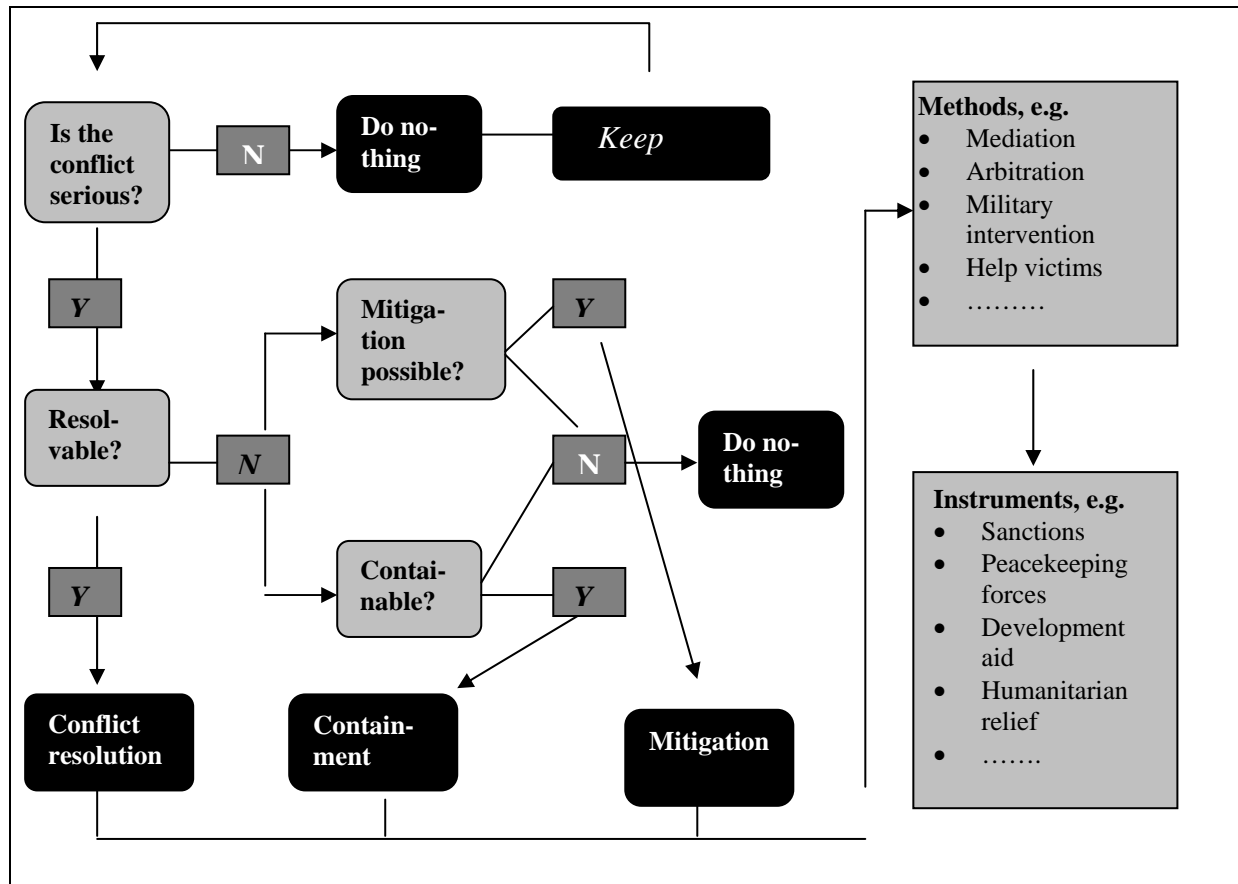 Is the
conflict
serious?
N
Do no-
thing
Keep
Y
Mitiga-
tion
possible?
Y
Resol-
vable?
N
N
Do no-
thing
Contai-
nable?
Y
Y
Conflict
resolution
Contain-
ment
Mitigation
Methods, e.g.
• Mediation
• Arbitration
• Military
intervention
• Help victims
• ………
Instruments, e.g.
• Sanctions
• Peacekeeping
forces
• Development
aid
• Humanitarian
relief
• …….